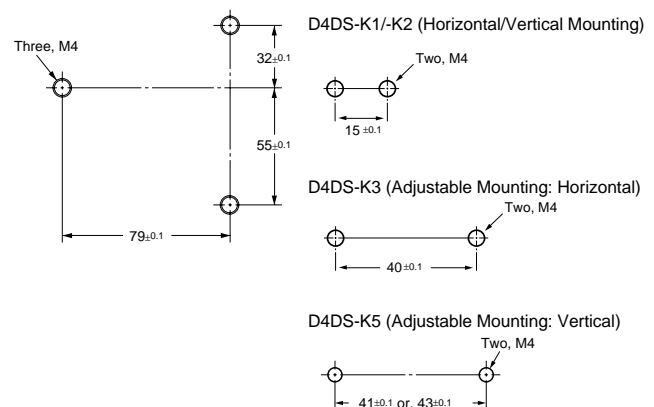 Three, M4
32±0.1
55±0.1
79±0.1
D4DS-K1/-K2 (Horizontal/Vertical Mounting)
Two, M4
15 ±0.1
D4DS-K3 (Adjustable Mounting: Horizontal)
Two, M4
40±0.1
D4DS-K5 (Adjustable Mounting: Vertical)
Two, M4
41±0.1 or, 43±0.1